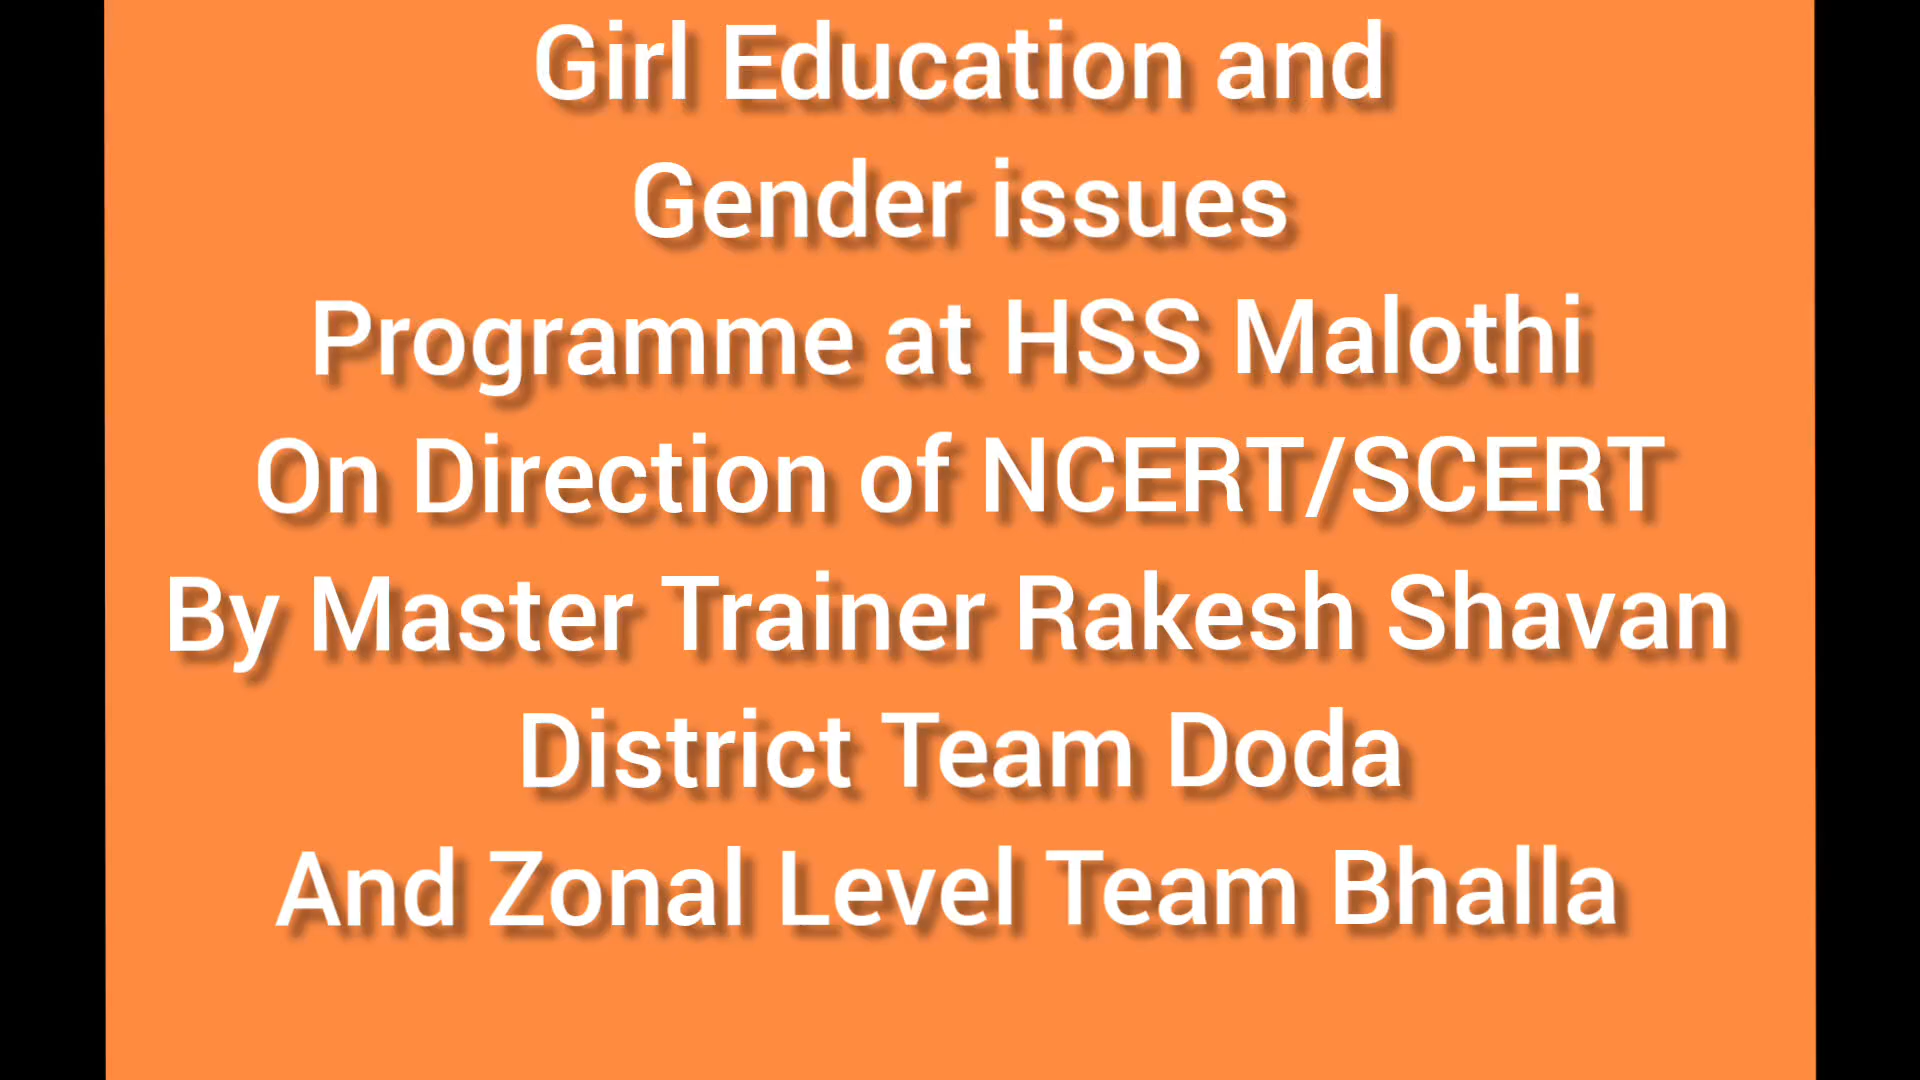 Girl Education and
Gender issues
Programme at HSS Malothi
On Direction of NCERT/SCERT
By Master Trainer Rakesh Shavan
District Team Doda
And Zonal Level Team Bhalla